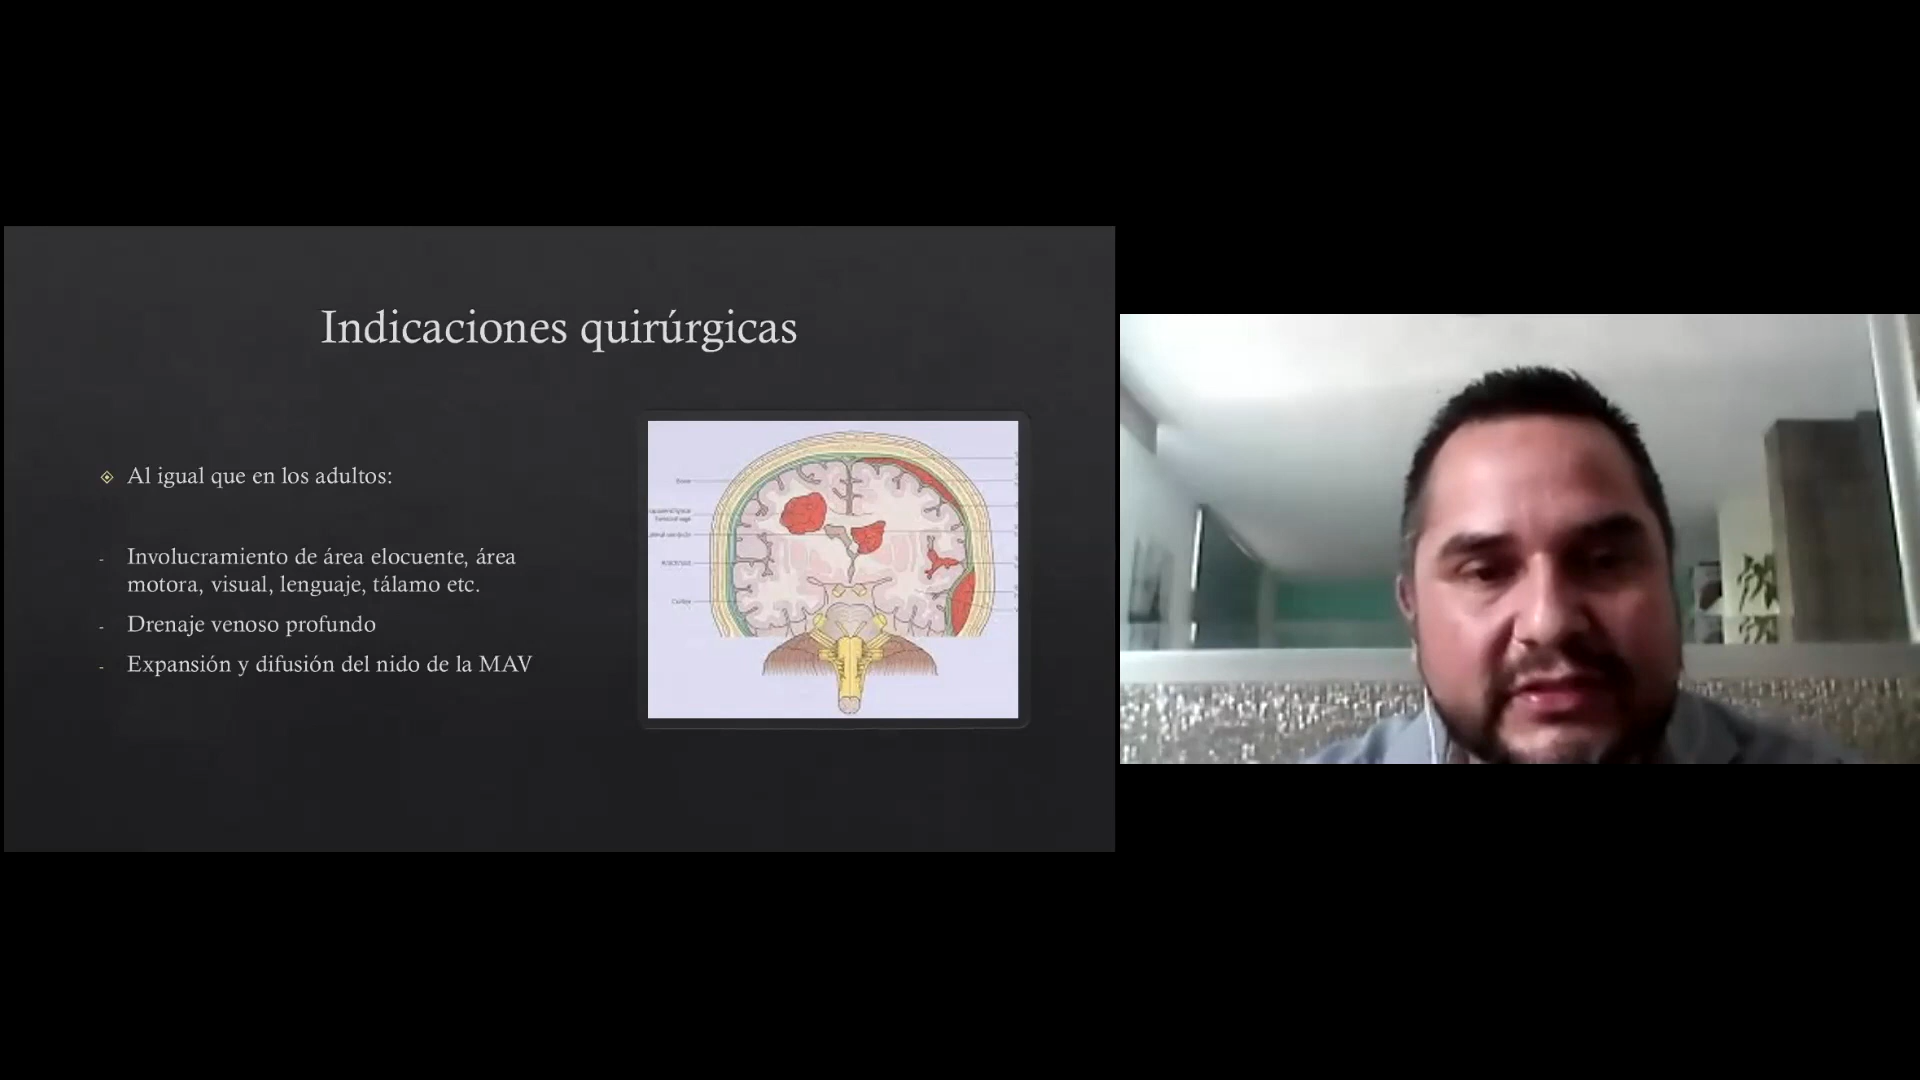 Indicaciones quirúrgicas
Al igual que en los adultos:
- Involucramiento de área elocuente, área
motora, visual, lenguaje, tálamo etc.
- Drenaje venoso profundo
- Expansión y difusión del nido de la MAV